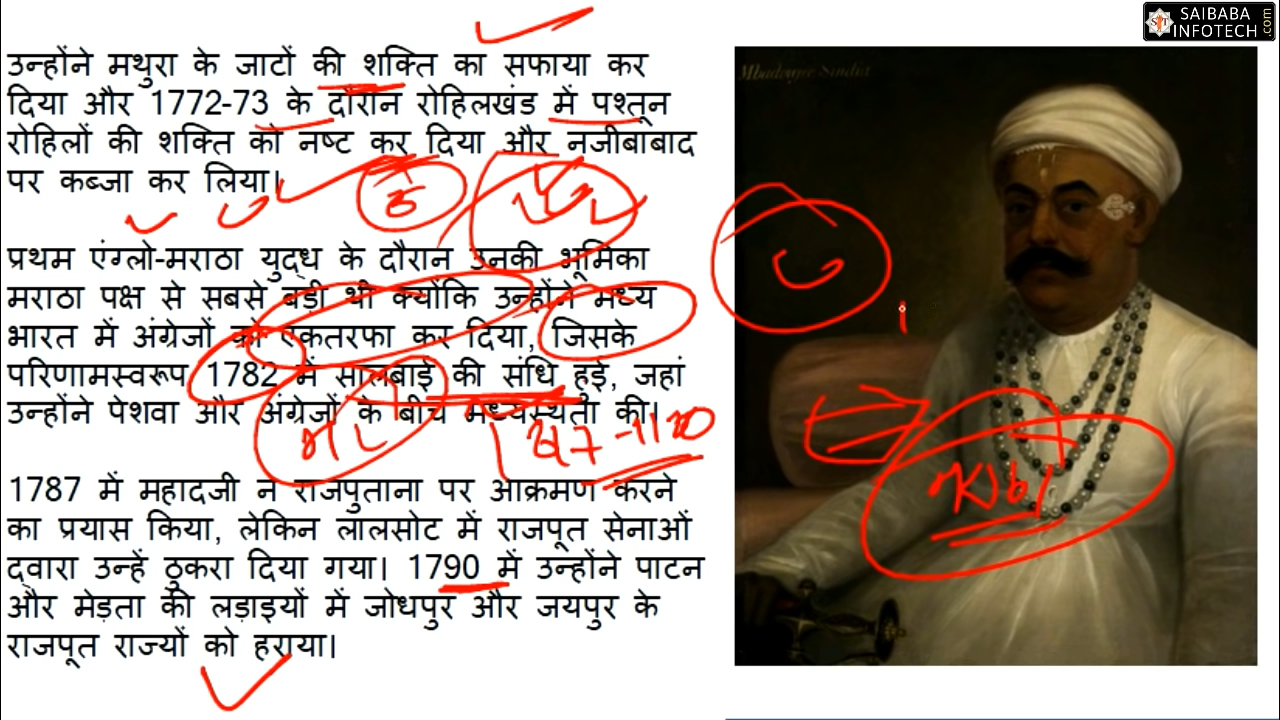 SAIBABA
INFOTECH.com
उन्होंने मथुरा के जाटों की शक्ति का सफाया कर
दिया और 1772-73 के दौरान रोहिलखंड में पश्तून
रोहिलों की शक्ति को नष्ट कर दिया और नजीबाबाद
पर कब्जा कर लिया।
प्रथम एंग्लो-मराठा युद्ध के दौरान उनकी भूमिका
मराठा पक्ष से सबसे बड़ी थी क्योंकि उन्होंने मध्य
भारत में अंग्रेजों को एकतरफा कर दिया, जिसके
परिणामस्वरूप 1782 में सालबाई की संधि हुई, जहां
उन्होंने पेशवा और अंग्रेजों के बीच मध्यस्थता की।
1787 में महादजी ने राजपुताना पर आक्रमण करने
का प्रयास किया, लेकिन लालसोट में राजपूत सेनाओं
द्वारा उन्हें ठुकरा दिया गया। 1790 में उन्होंने पाटन
और मेड़ता की लड़ाइयों में जोधपुर और जयपुर के
राजपूत राज्यों को हराया।